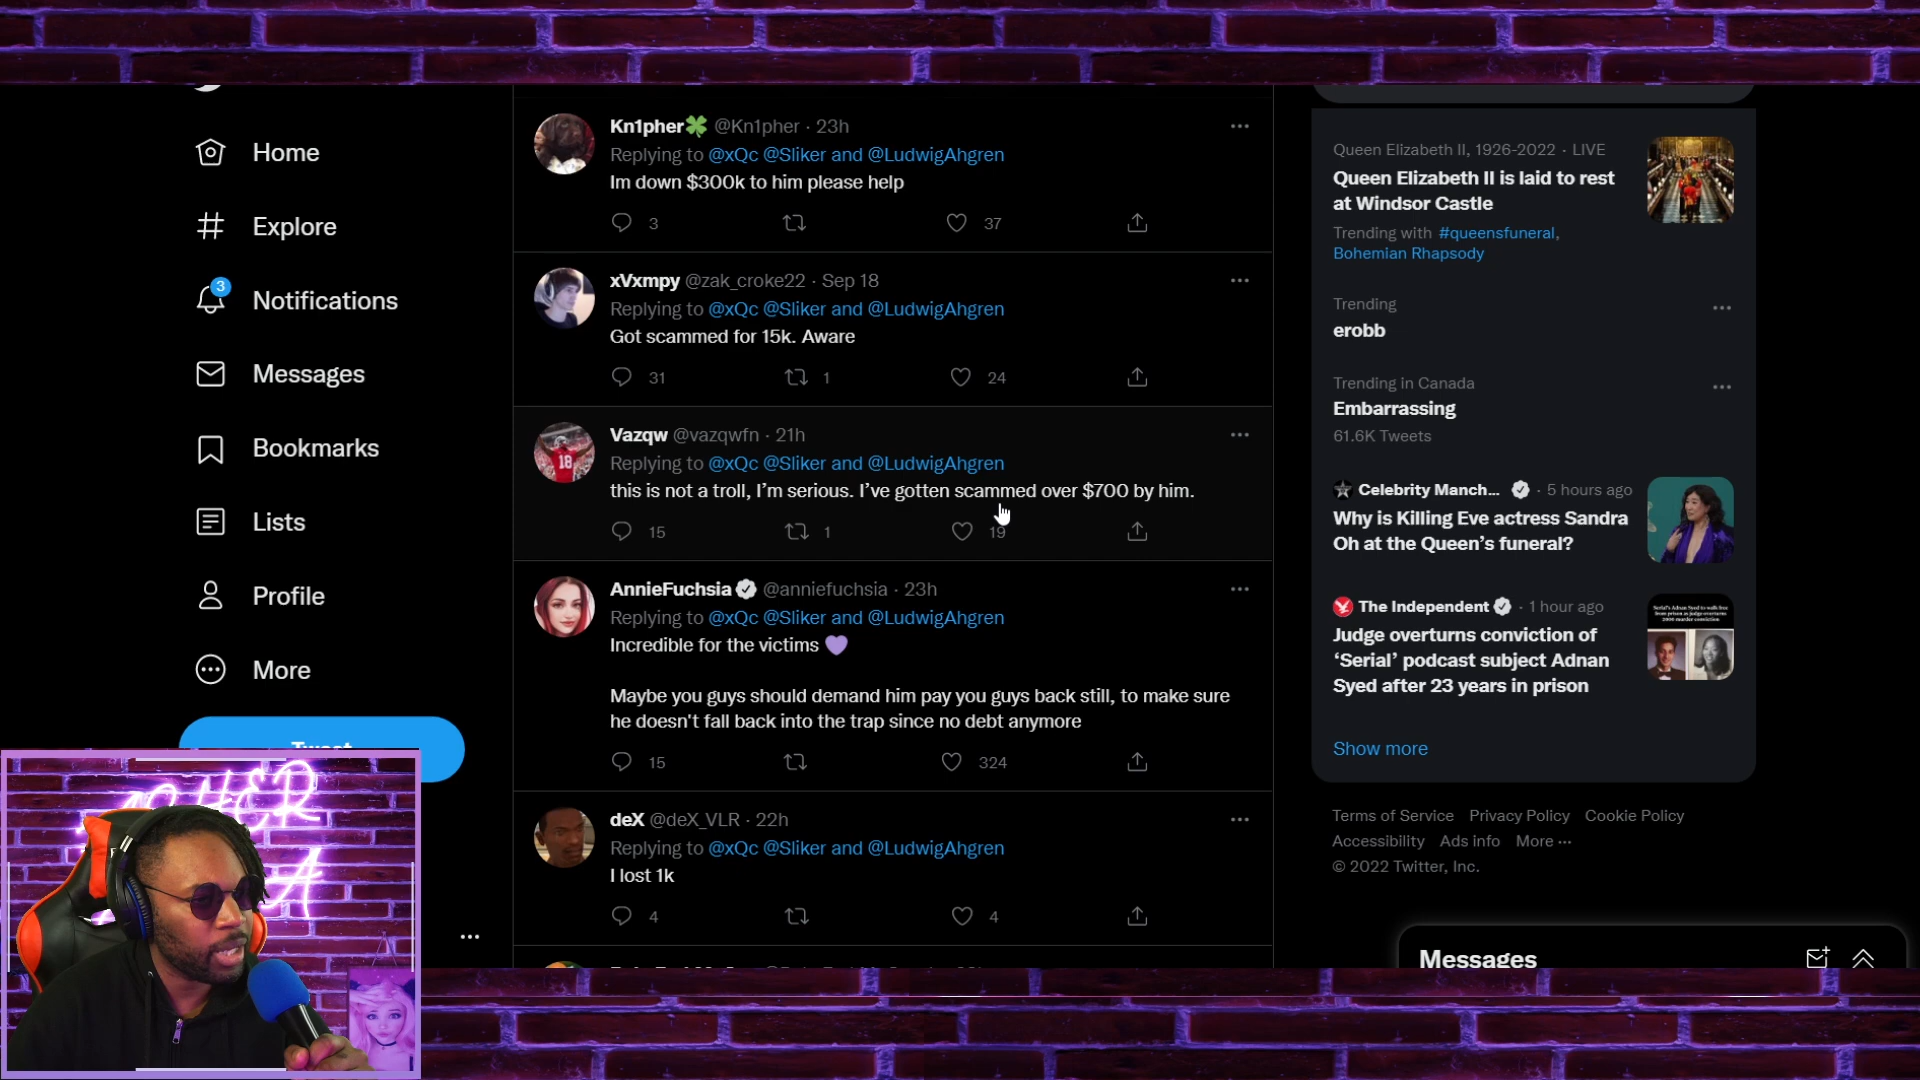 Home
Explore
3
Notifications
Messages
Bookmarks
Lists
Profile
More
Tweet
Kn1pher🍀 @Kn1pher · 23h
Replying to @xQc @Sliker and @LudwigAhgren
Im down $300k to him please help
3 37
xVxmpy @zak_croke22 · Sep 18
Replying to @xQc @Sliker and @LudwigAhgren
Got scammed for 15k. Aware
31 1 24
Vazqw @vazqwfn · 21h
Replying to @xQc @Sliker and @LudwigAhgren
this is not a troll, I’m serious. I’ve gotten scammed over $700 by him.
15 1 19
AnnieFuchsia @anniefuchsia · 23h
Replying to @xQc @Sliker and @LudwigAhgren
Incredible for the victims 💜
Maybe you guys should demand him pay you guys back still, to make sure
he doesn't fall back into the trap since no debt anymore
15 324
deX @deX_VLR · 22h
Replying to @xQc @Sliker and @LudwigAhgren
I lost 1k
4 4
Queen Elizabeth II, 1926-2022 · LIVE
Queen Elizabeth II is laid to rest
at Windsor Castle
Trending with #queensfuneral,
Bohemian Rhapsody
Trending
erobb
Trending in Canada
Embarrassing
61.6K Tweets
Celebrity Manch... · 5 hours ago
Why is Killing Eve actress Sandra
Oh at the Queen’s funeral?
The Independent · 1 hour ago
Judge overturns conviction of
‘Serial’ podcast subject Adnan
Syed after 23 years in prison
Show more
Terms of Service Privacy Policy Cookie Policy
Accessibility Ads info More ···
© 2022 Twitter, Inc.
Messages
18